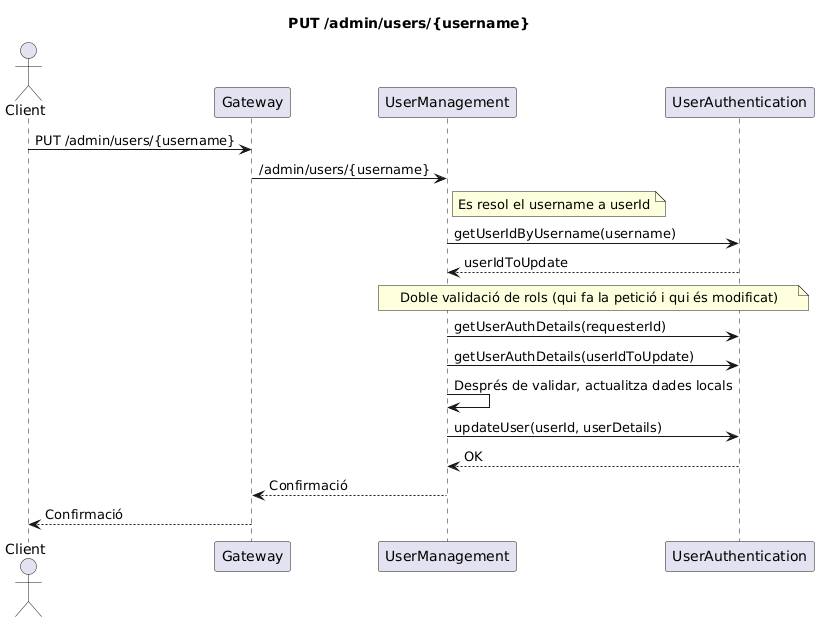 PUT /admin/users/{username}
Client
Gateway
UserManagement
UserAuthentication
PUT /admin/users/{username}
/admin/users/{username}
Es resol el username a userId
getUserIdByUsername(username)
userIdToUpdate
Doble validació de rols (qui fa la petició i qui és modificat)
getUserAuthDetails(requesterId)
getUserAuthDetails(userIdToUpdate)
Després de validar, actualitza dades locals
updateUser(userId, userDetails)
OK
Confirmació
Confirmació
Client
Gateway
UserManagement
UserAuthentication